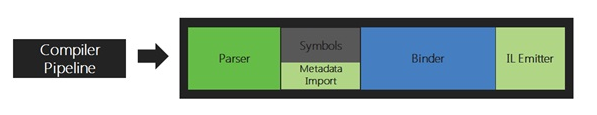 Compiler
Pipeline
Parser
Symbols
Metadata
Import
Binder
IL Emitter